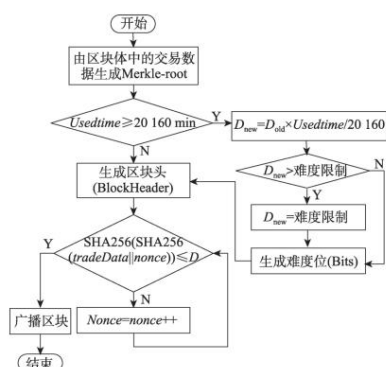 开始
由区块体中的交易数
据生成Merkle-root
Usedtime≥20 160 min
Y
Dnew=Dold×Usedtime/20 160
N
生成区块头
(BlockHeader)
Dnew>难度限制
N
Y
Dnew=难度限制
Y
SHA256(SHA256
(tradeData||nonce))≤D
生成难度位(Bits)
N
广播区块
Nonce=nonce++
结束